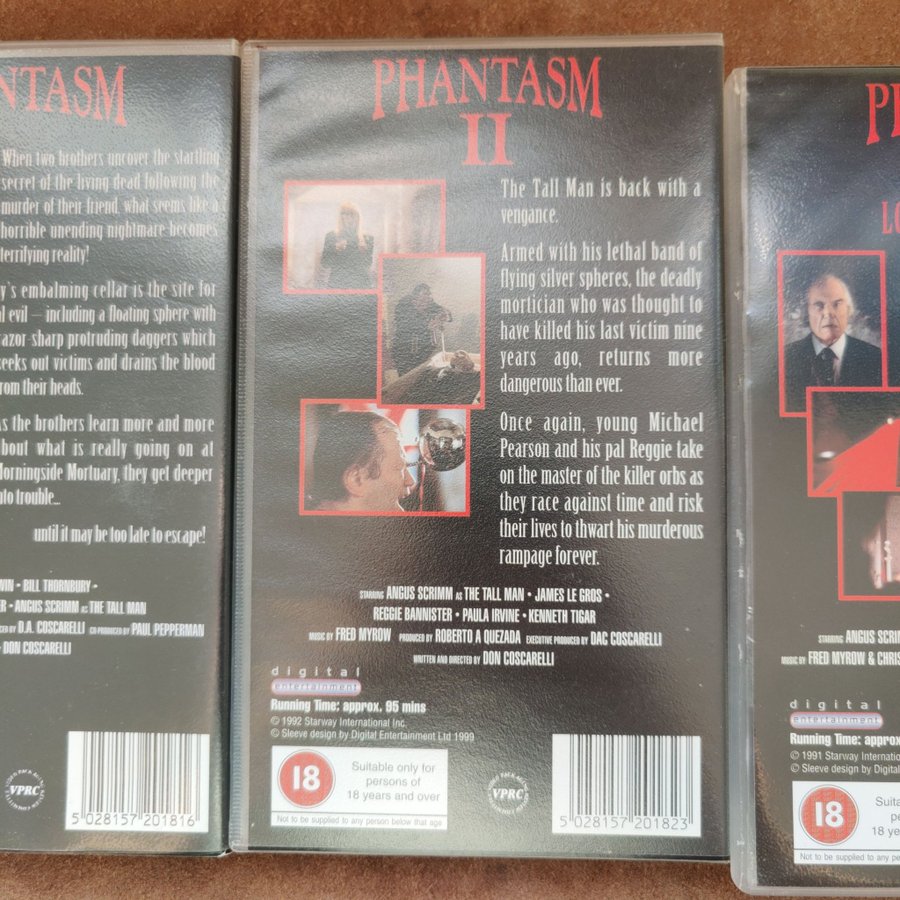 NTASM
When two brothers uncover the startling
secret of the living dead following the
murder of their friend, what seems like a
horrible unending nightmare becomes
terrifying reality!
y's embalming cellar is the site for
l evil – including a floating sphere with
razor-sharp protruding daggers which
eeks out victims and drains the blood
rom their heads.
As the brothers learn more and more
about what is really going on at
Morningside Mortuary, they get deeper
nto trouble...
until it may be too late to escape!
WIN • BILL THORNBURY •
ER • ANGUS SCRIMM AS THE TALL MAN
CED BY D.A. COSCARELLI CO-PRODUCED BY PAUL PEPPERMAN
DON COSCARELLI
VPRC
5 028157 201816
PHANTASM
II
The Tall Man is back with a
vengance.
Armed with his lethal band of
flying silver spheres, the deadly
mortician who was thought to
have killed his last victim nine
years ago, returns more
dangerous than ever.
Once again, young Michael
Pearson and his pal Reggie take
on the master of the killer orbs as
they race against time and risk
their lives to thwart his murderous
rampage forever.
STARRING ANGUS SCRIMM AS THE TALL MAN • JAMES LE GROS •
REGGIE BANNISTER • PAULA IRVINE • KENNETH TIGAR
MUSIC BY FRED MYROW PRODUCED BY ROBERTO A QUEZADA EXECUTIVE PRODUCED BY DAC COSCARELLI
WRITTEN AND DIRECTED BY DON COSCARELLI
digital
entertainment
Running Time: approx. 95 mins
© 1992 Starway International Inc.
© Sleeve design by Digital Entertainment Ltd 1999
18
Suitable only for
persons of
18 years and over
Not to be supplied to any person below that age
VPRC
5 028157 201823
PH
LO
STARRING ANGUS SCRIM
MUSIC BY FRED MYROW & CHRIS
digital
entertainment
Running Time: approx
© 1991 Starway Internatio
© Sleeve design by Digital
18
Suita
pe
18 yea
Not to be supplied to any per